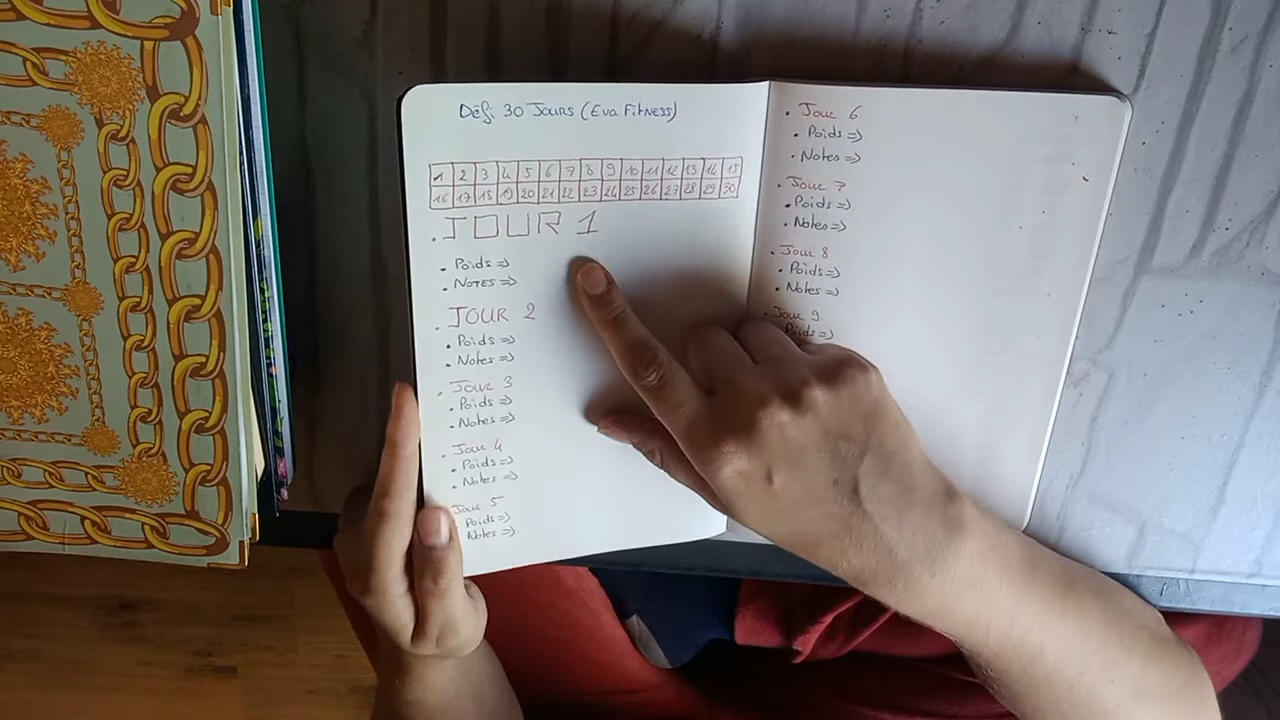 Défi 30 Jours (Eva Fitness)
1 2 3 4 5 6 7 8 9 10 11 12 13 14 15
16 17 18 19 20 21 22 23 24 25 26 27 28 29 30
. JOUR 1
. Poids =>
. NOTES =>
. JOUR 2
. Poids =>
. Notes =>
. Jour 3
. Poids =>
. Notes =>
. Jour 4
. Poids =>
. Notes =>
Jour 5
Poids =>
Notes =>
. Jour 6
. Poids =>
. Notes =>
. Jour 7
. Poids =>
. Notes =>
. Jour 8
. Poids =>
. Notes =>
. Jour 9
Poids =>